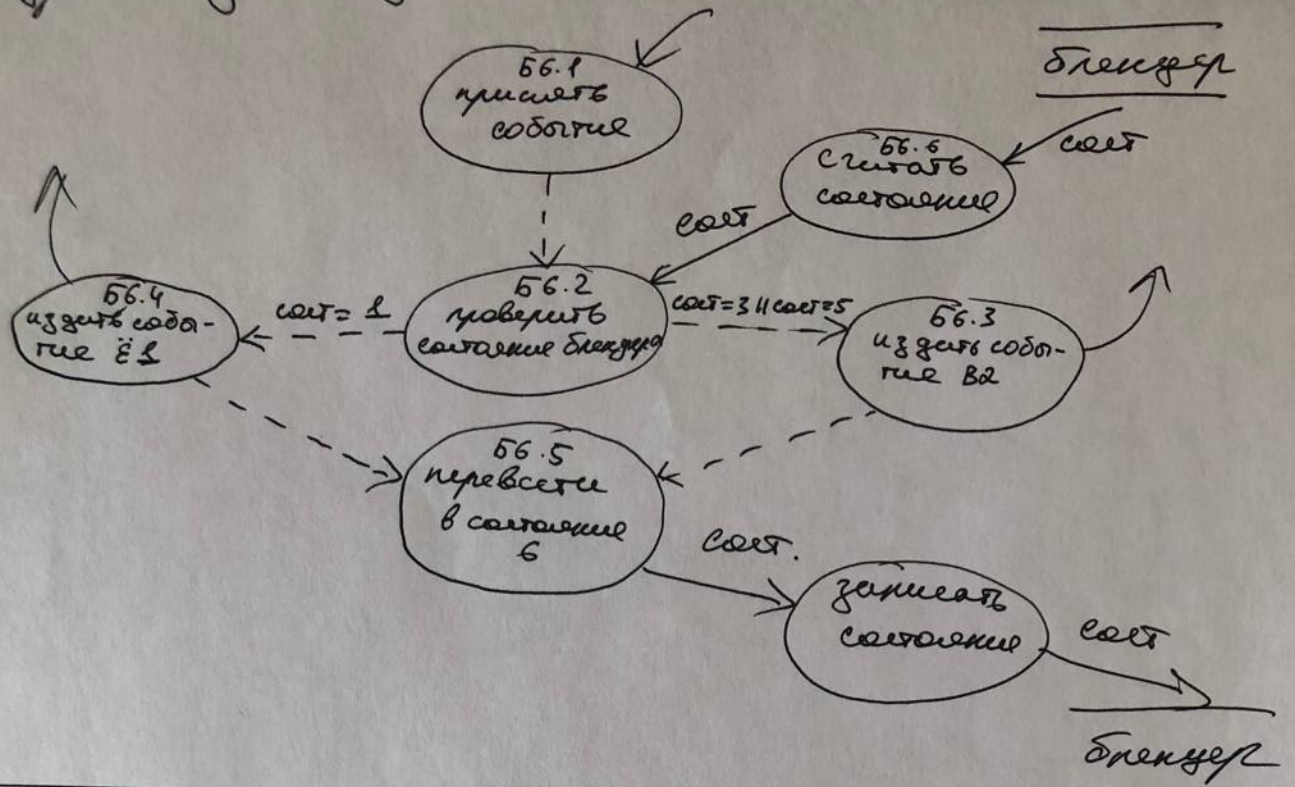 Б6.1
принять
событие
блендер
сост
Б6.6
считать
состояние
сост
Б6.4
издать собы-
тие Ё1
сост = 1
Б6.2
проверить
состояние блендера
сост=3 || сост=5
Б6.3
издать собы-
тие В2
Б6.5
перевести
в состояние
6
сост.
записать
состояние
сост
блендер